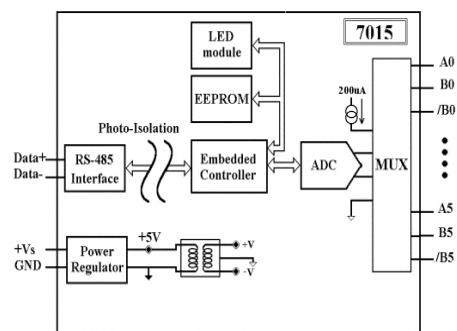 7015
LED
module
EEPROM
200uA
A0
B0
/B0
Photo-Isolation
Data+
Data-
RS-485
Interface
Embedded
Controller
ADC
MUX
A5
B5
/B5
+Vs
GND
Power
Regulator
+5V
+V
-V